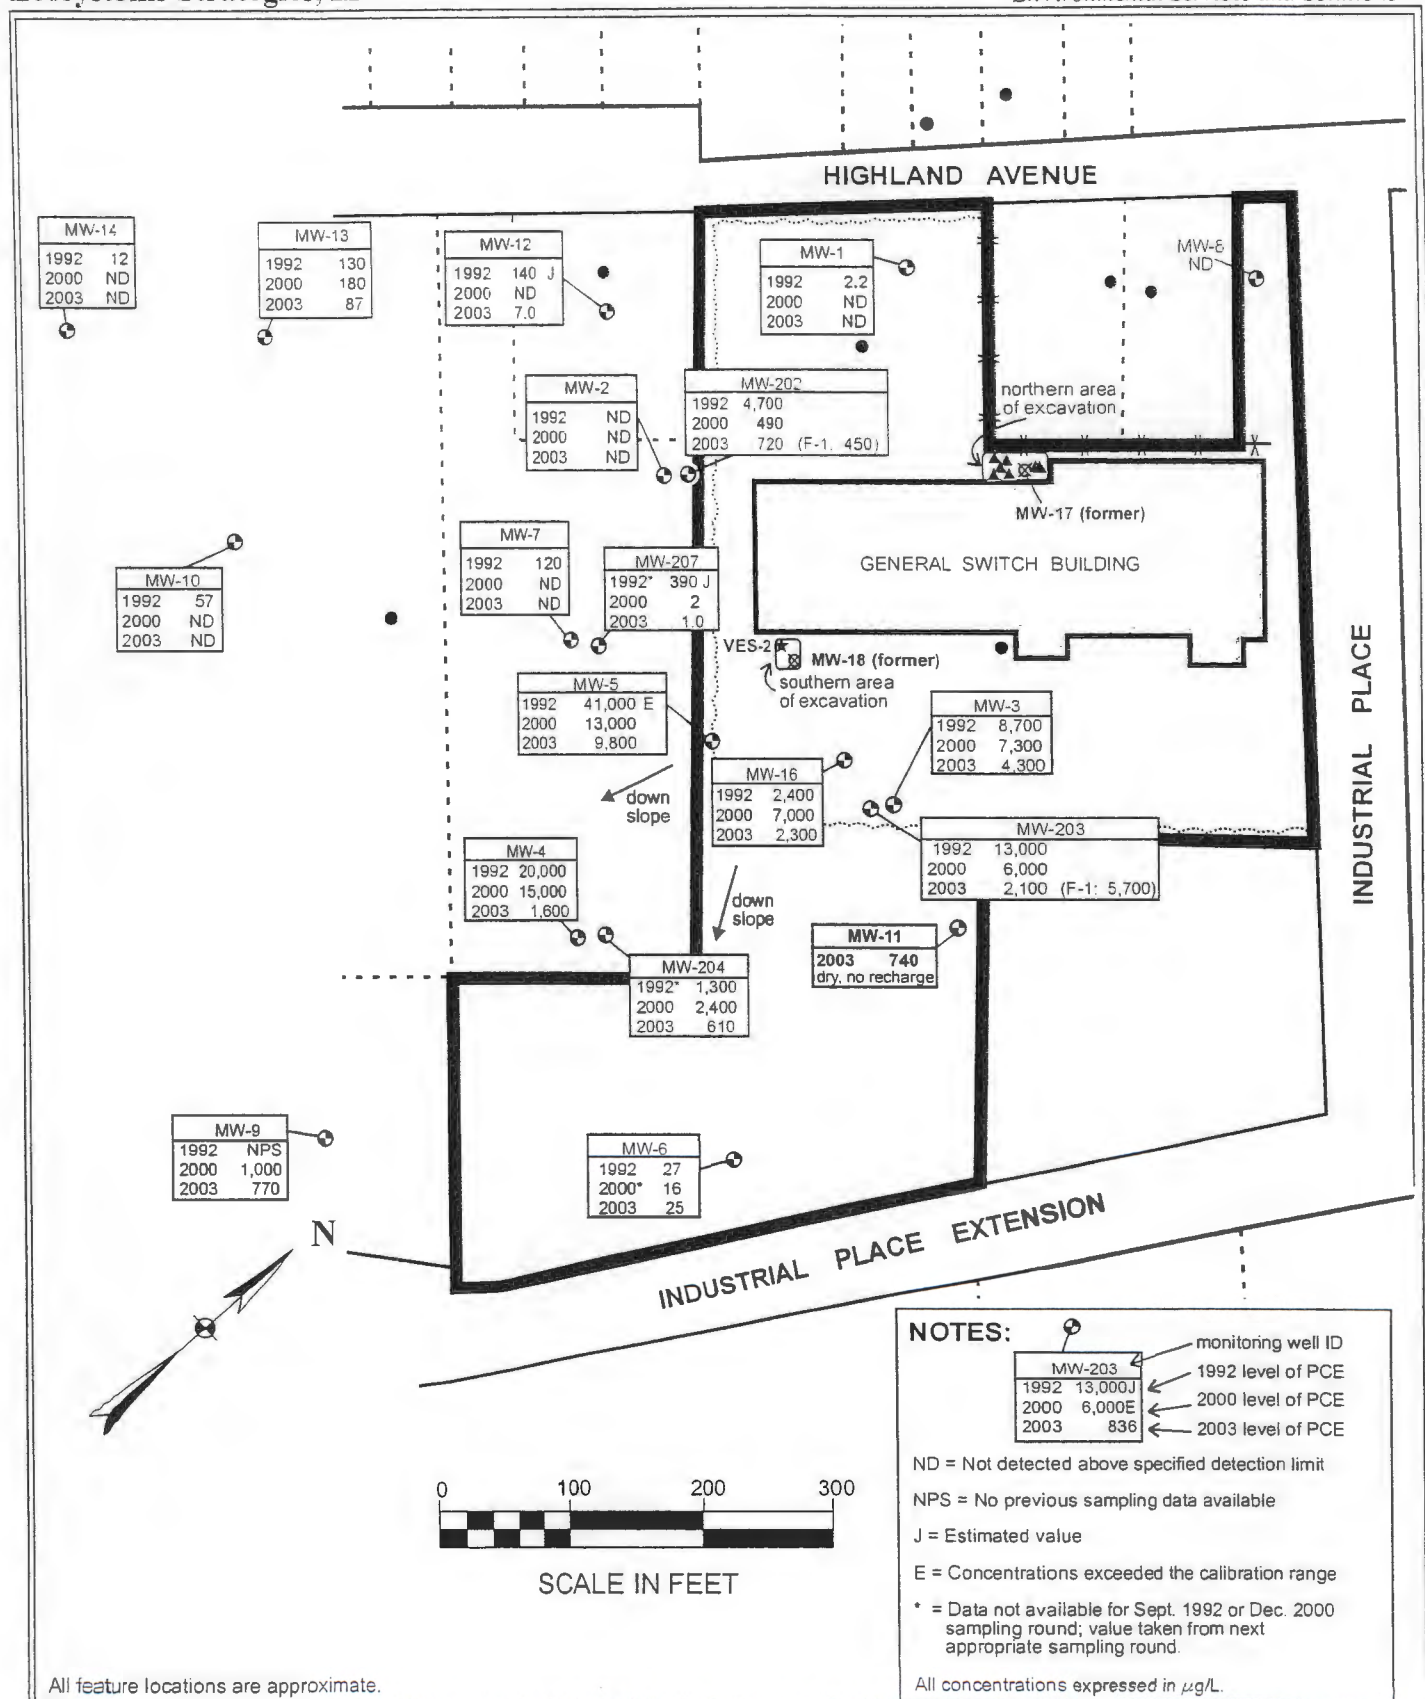 HIGHLAND AVENUE
MW-14
1992 12
2000 ND
2003 ND
MW-13
1992 130
2000 180
2003 87
MW-12
1992 140 J
2000 ND
2003 7.0
MW-1
1992 2.2
2000 ND
2003 ND
ND
MW-2
1992 ND
2000 ND
2003 ND
MW-202
1992 4,700
2000 490
2003 720 (F-1: 450)
northern area
of excavation
MW-17 (former)
GENERAL SWITCH BUILDING
MW-7
1992 120
2000 ND
2003 ND
MW-207
1992* 390 J
2000 2
2003 1.0
MW-10
1992 57
2000 ND
2003 ND
VES-2
MW-18 (former)
southern area
of excavation
INDUSTRIAL PLACE
MW-5
1992 41,000 E
2000 13,000
2003 9,800
MW-3
1992 8,700
2000 7,300
2003 4,300
down
slope
MW-16
1992 2,400
2000 7,000
2003 2,300
MW-203
1992 13,000
2000 6,000
2003 2,100 (F-1: 5,700)
MW-4
1992 20,000
2000 15,000
2003 1,600
down
slope
MW-11
2003 740
dry, no recharge
MW-204
1992* 1,300
2000 2,400
2003 610
MW-9
1992 NPS
2000 1,000
2003 770
MW-6
1992 27
2000* 16
2003 25
N
INDUSTRIAL PLACE EXTENSION
NOTES:
monitoring well ID
MW-203
1992 13,000J
1992 level of PCE
2000 6,000E
2000 level of PCE
2003 836
2003 level of PCE
ND = Not detected above specified detection limit
NPS = No previous sampling data available
J = Estimated value
E = Concentrations exceeded the calibration range
* = Data not available for Sept. 1992 or Dec. 2000
sampling round; value taken from next
appropriate sampling round.
All concentrations expressed in µg/L.
0 100 200 300
SCALE IN FEET
All feature locations are approximate.